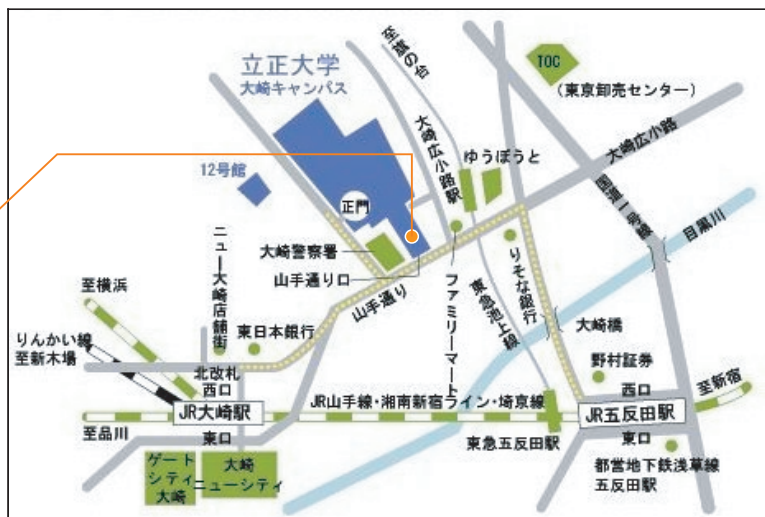 立正大学
大崎キャンパス
至旗の台
TOC
(東京卸売センター)
大崎広小路駅
ゆうぽうと
大崎広小路
12号館
正門
国道一号線
目黒川
ニュー大崎店舗街
大崎警察署
山手通り口
山手通り
ファミリーマート
りそな銀行
東急池上線
至横浜
東日本銀行
大崎橋
りんかい線
至新木場
北改札
西口
野村証券
西口
至新宿
JR大崎駅
JR山手線・湘南新宿ライン・埼京線
JR五反田駅
至品川
東口
東急五反田駅
東口
ゲート
シティ
大崎
大崎
ニューシティ
都営地下鉄浅草線
五反田駅